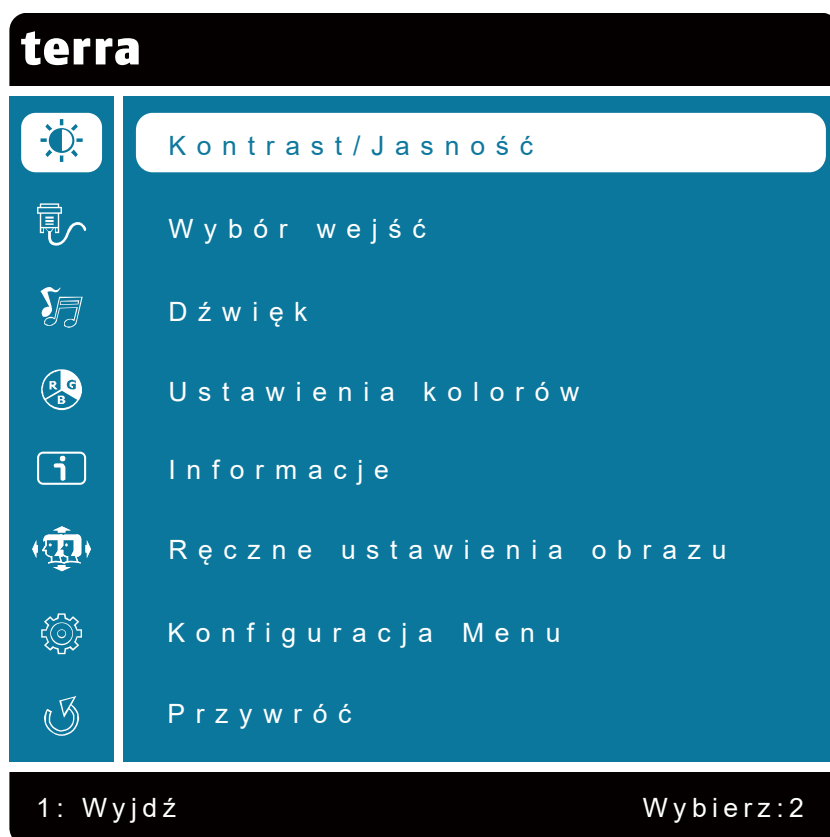 terra
Kontrast/Jasność
Wybór wejść
Dźwięk
Ustawienia kolorów
R G B
Informacje
i
Ręczne ustawienia obrazu
Konfiguracja Menu
Przywróć
1: Wyjdź Wybierz:2